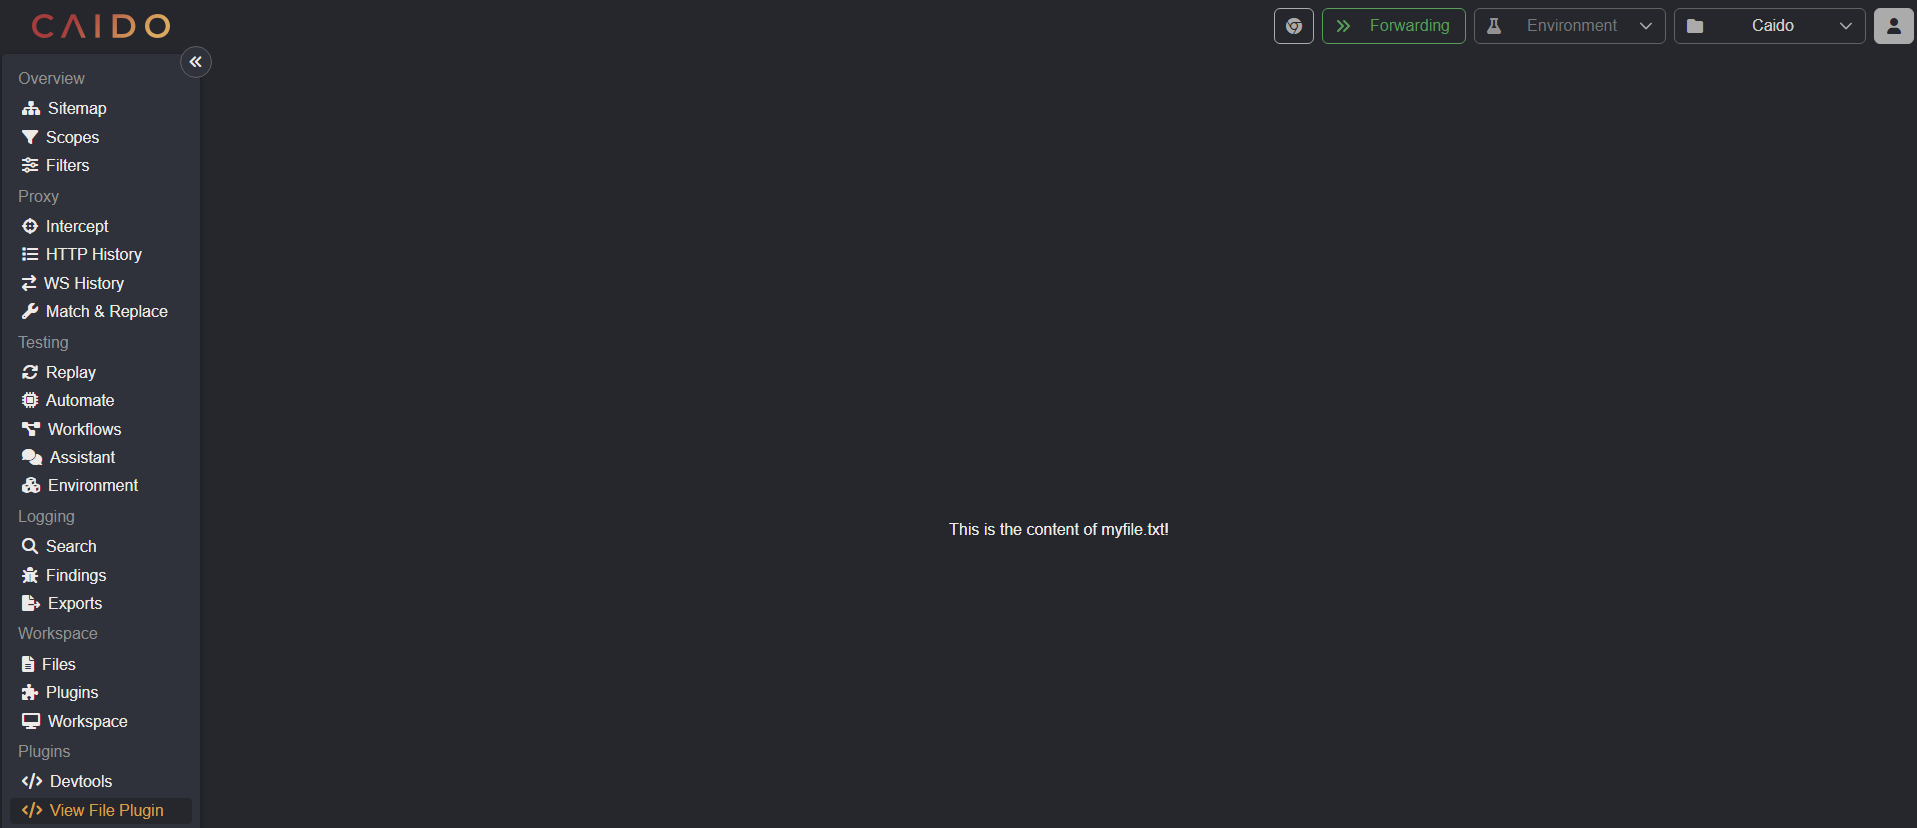 CAIDO
Forwarding
Environment
Caido
Overview
Sitemap
Scopes
Filters
Proxy
Intercept
HTTP History
WS History
Match & Replace
Testing
Replay
Automate
Workflows
Assistant
Environment
Logging
Search
Findings
Exports
Workspace
Files
Plugins
Workspace
Plugins
Devtools
View File Plugin
This is the content of myfile.txt!